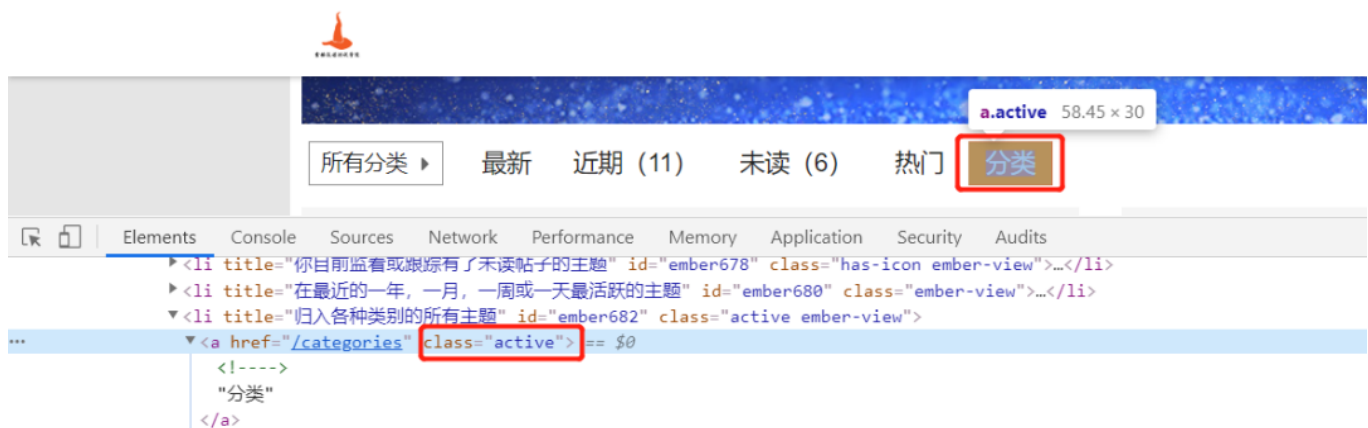 a.active 58.45 × 30
所有分类 ▸ 最新 近期（11） 未读（6） 热门 分类
Elements Console Sources Network Performance Memory Application Security Audits
▶<li title="你目前监看或跟踪有了未读帖子的主题" id="ember678" class="has-icon ember-view">…</li>
▶<li title="在最近的一年，一月，一周或一天最活跃的主题" id="ember680" class="ember-view">…</li>
▼<li title="归入各种类别的所有主题" id="ember682" class="active ember-view">
••• ▼<a href="/categories" class="active"> == $0
<!---->
"分类"
</a>